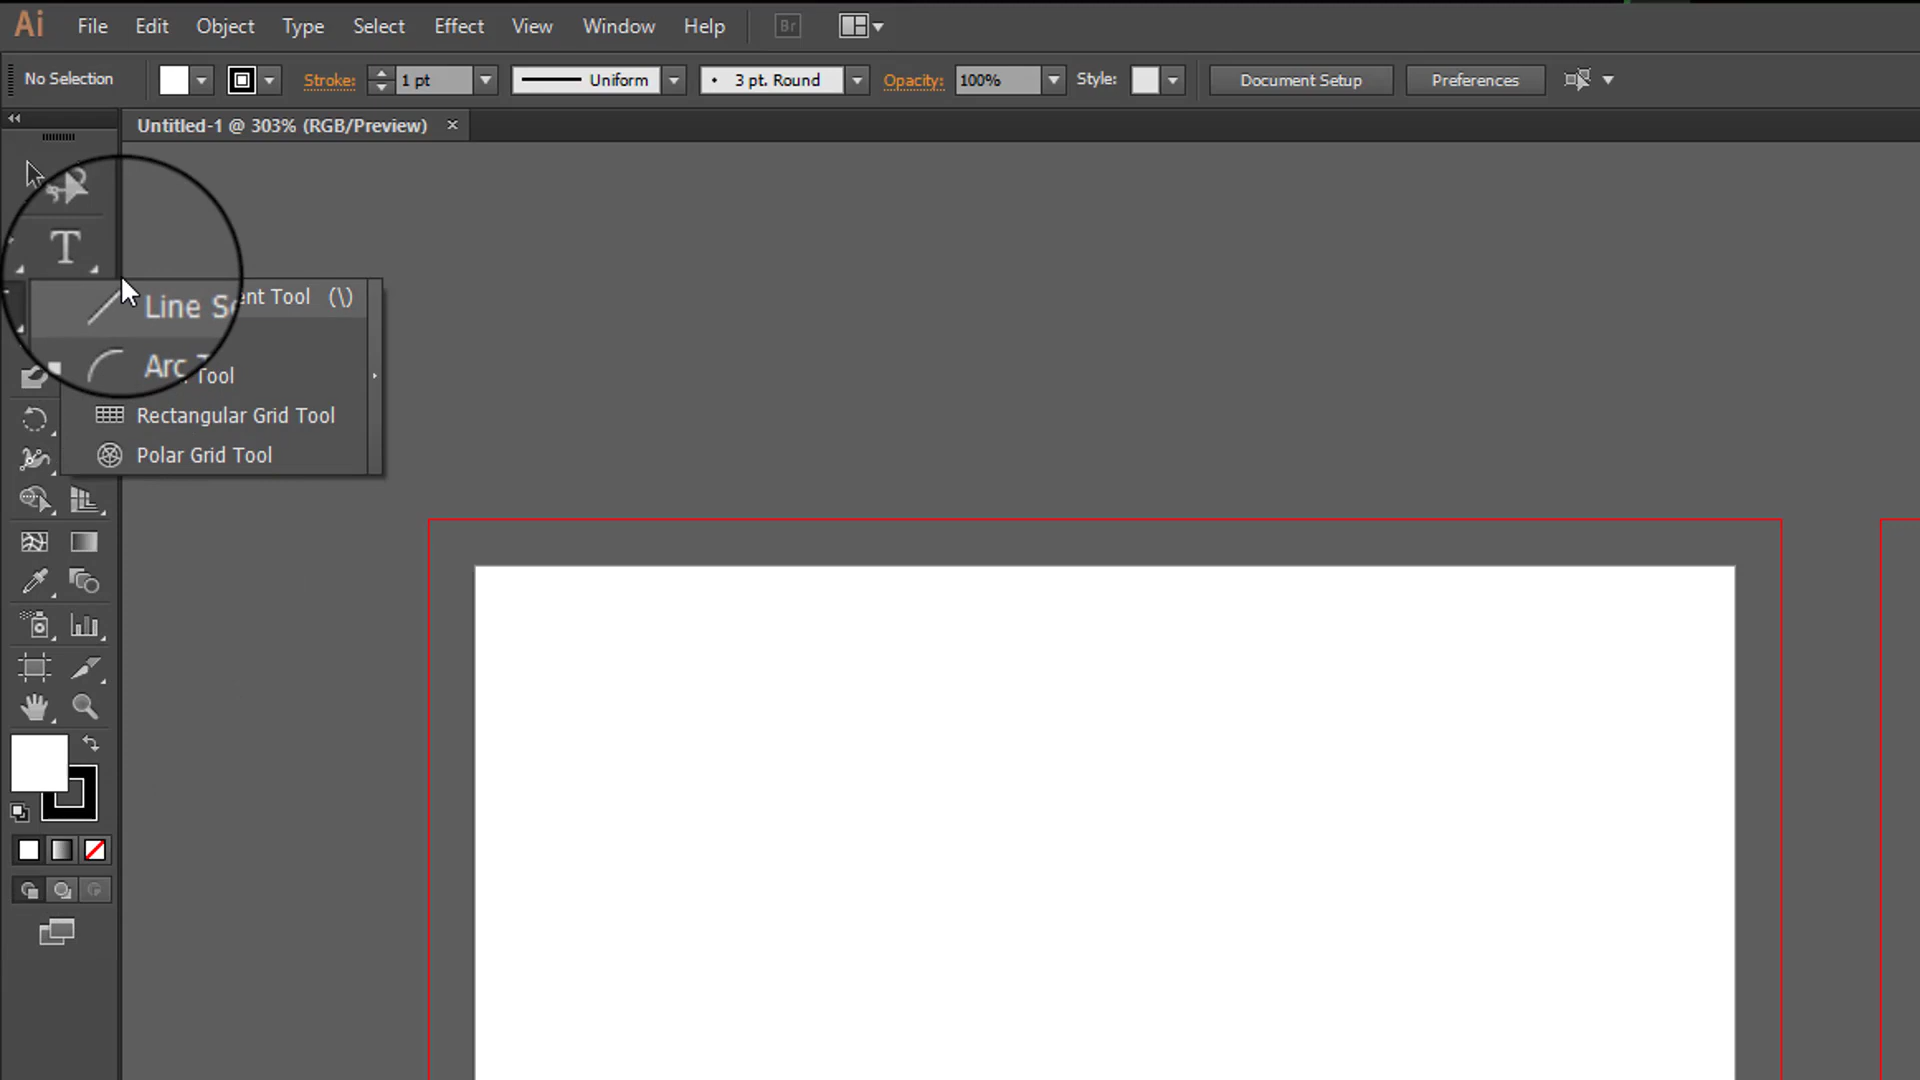 Ai File Edit Object Type Select Effect View Window Help Br
No Selection Stroke: 1 pt Uniform 3 pt. Round Opacity: 100% Style: Document Setup Preferences
Untitled-1 @ 303% (RGB/Preview) ×
T
Line S ent Tool (\)
Arc
Tool
Rectangular Grid Tool
Polar Grid Tool